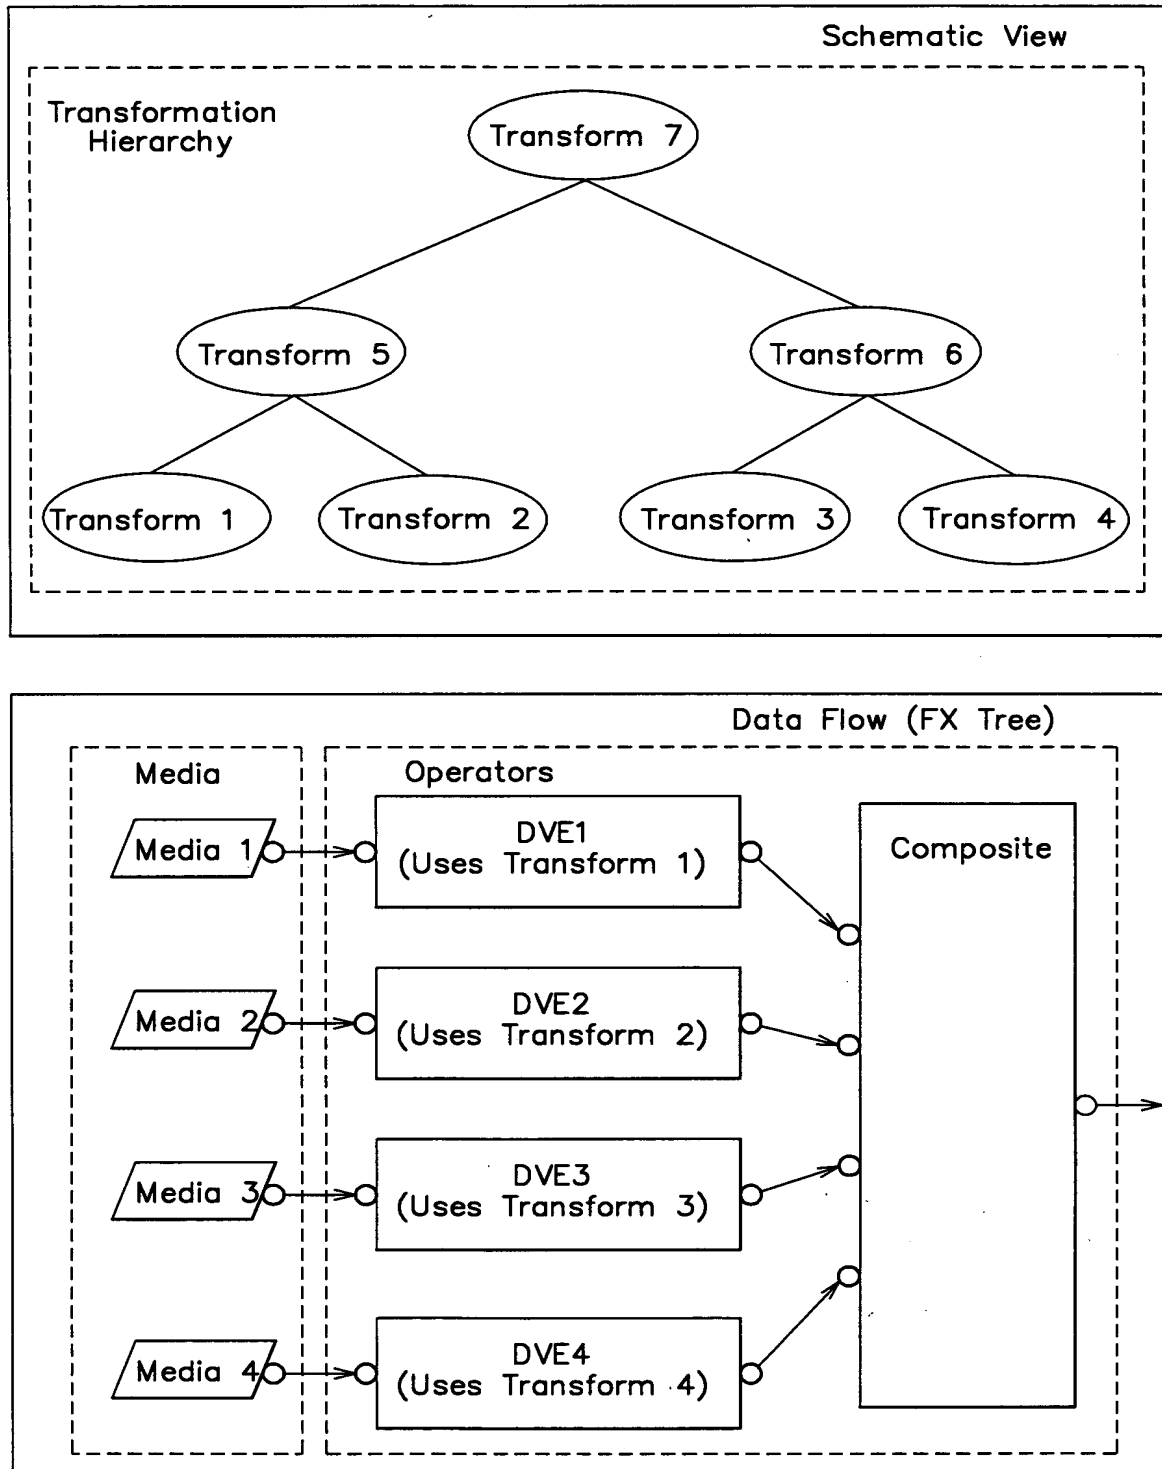 Schematic View
Transformation
Hierarchy
Transform 7
Transform 5
Transform 6
Transform 1
Transform 2
Transform 3
Transform 4
Data Flow (FX Tree)
Media
Operators
Media 1
DVE1
(Uses Transform 1)
Composite
Media 2
DVE2
(Uses Transform 2)
Media 3
DVE3
(Uses Transform 3)
Media 4
DVE4
(Uses Transform 4)